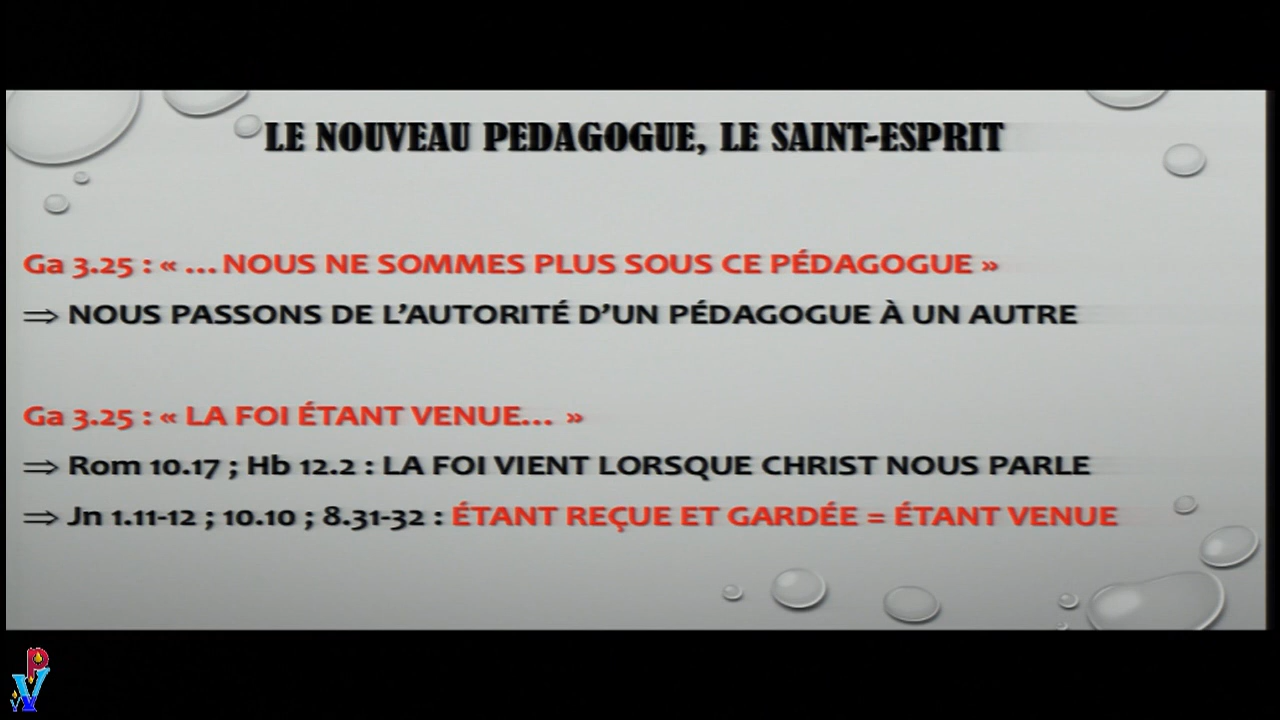 LE NOUVEAU PEDAGOGUE, LE SAINT-ESPRIT
Ga 3.25 : « ... NOUS NE SOMMES PLUS SOUS CE PÉDAGOGUE »
⇒ NOUS PASSONS DE L'AUTORITÉ D'UN PÉDAGOGUE À UN AUTRE
Ga 3.25 : « LA FOI ÉTANT VENUE... »
⇒ Rom 10.17 ; Hb 12.2 : LA FOI VIENT LORSQUE CHRIST NOUS PARLE
⇒ Jn 1.11-12 ; 10.10 ; 8.31-32 : ÉTANT REÇUE ET GARDÉE = ÉTANT VENUE